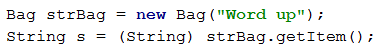 Bag strBag = new Bag("Word up");
String s = (String) strBag.getItem();